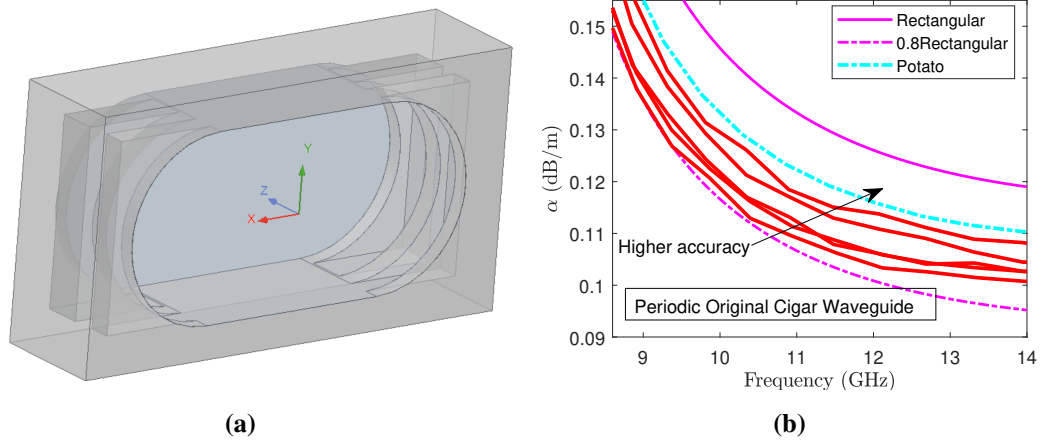 Y
Z
X
(a)
Rectangular
0.8Rectangular
Potato
0.15
0.14
0.13
0.12
0.11
0.1
0.09
α (dB/m)
Higher accuracy
Periodic Original Cigar Waveguide
9 10 11 12 13 14
Frequency (GHz)
(b)